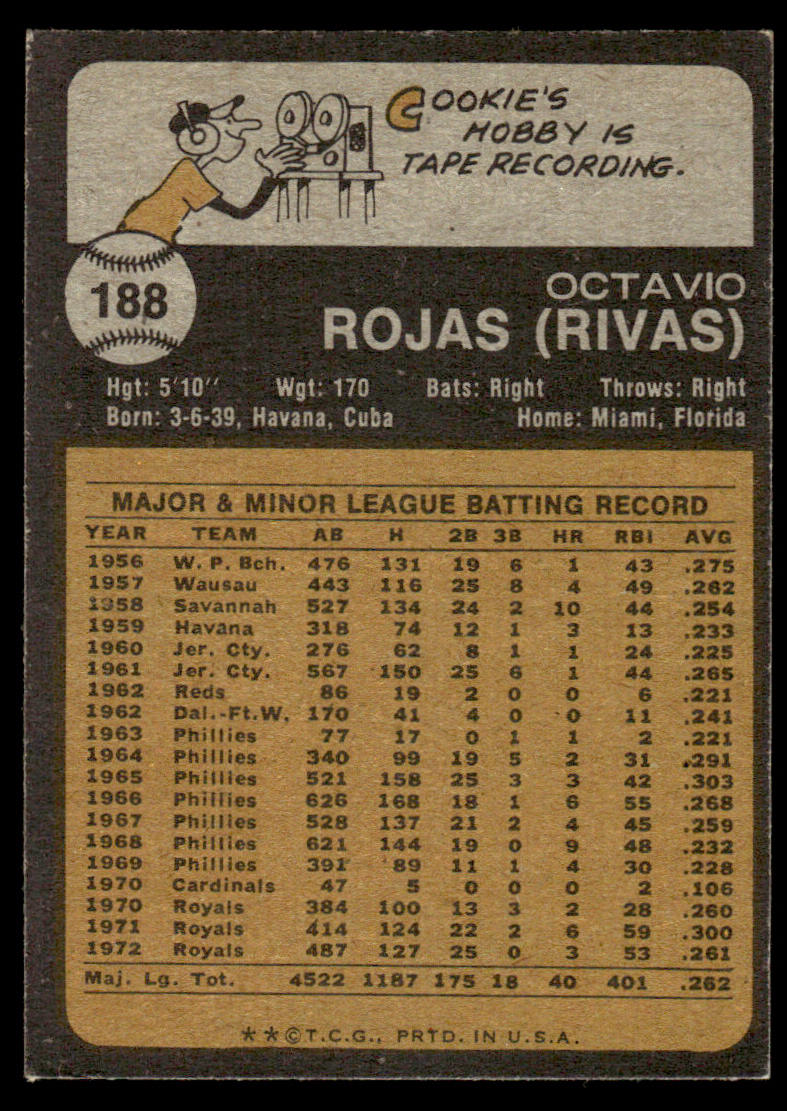 COOKIE'S
HOBBY IS
TAPE RECORDING.
188
OCTAVIO
ROJAS (RIVAS)
Hgt: 5'10" Wgt: 170 Bats: Right Throws: Right
Born: 3-6-39, Havana, Cuba Home: Miami, Florida
MAJOR & MINOR LEAGUE BATTING RECORD
YEAR TEAM AB H 2B 3B HR RBI AVG
1956 W. P. Bch. 476 131 19 6 1 43 .275
1957 Wausau 443 116 25 8 4 49 .262
1958 Savannah 527 134 24 2 10 44 .254
1959 Havana 318 74 12 1 3 13 .233
1960 Jer. Cty. 276 62 8 1 1 24 .225
1961 Jer. Cty. 567 150 25 6 1 44 .265
1962 Reds 86 19 2 0 0 6 .221
1962 Dal.-Ft.W. 170 41 4 0 0 11 .241
1963 Phillies 77 17 0 1 1 2 .221
1964 Phillies 340 99 19 5 2 31 .291
1965 Phillies 521 158 25 3 3 42 .303
1966 Phillies 626 168 18 1 6 55 .268
1967 Phillies 528 137 21 2 4 45 .259
1968 Phillies 621 144 19 0 9 48 .232
1969 Phillies 391 89 11 1 4 30 .228
1970 Cardinals 47 5 0 0 0 2 .106
1970 Royals 384 100 13 3 2 28 .260
1971 Royals 414 124 22 2 6 59 .300
1972 Royals 487 127 25 0 3 53 .261
Maj. Lg. Tot. 4522 1187 175 18 40 401 .262
**©T.C.G., PRTD. IN U.S.A.